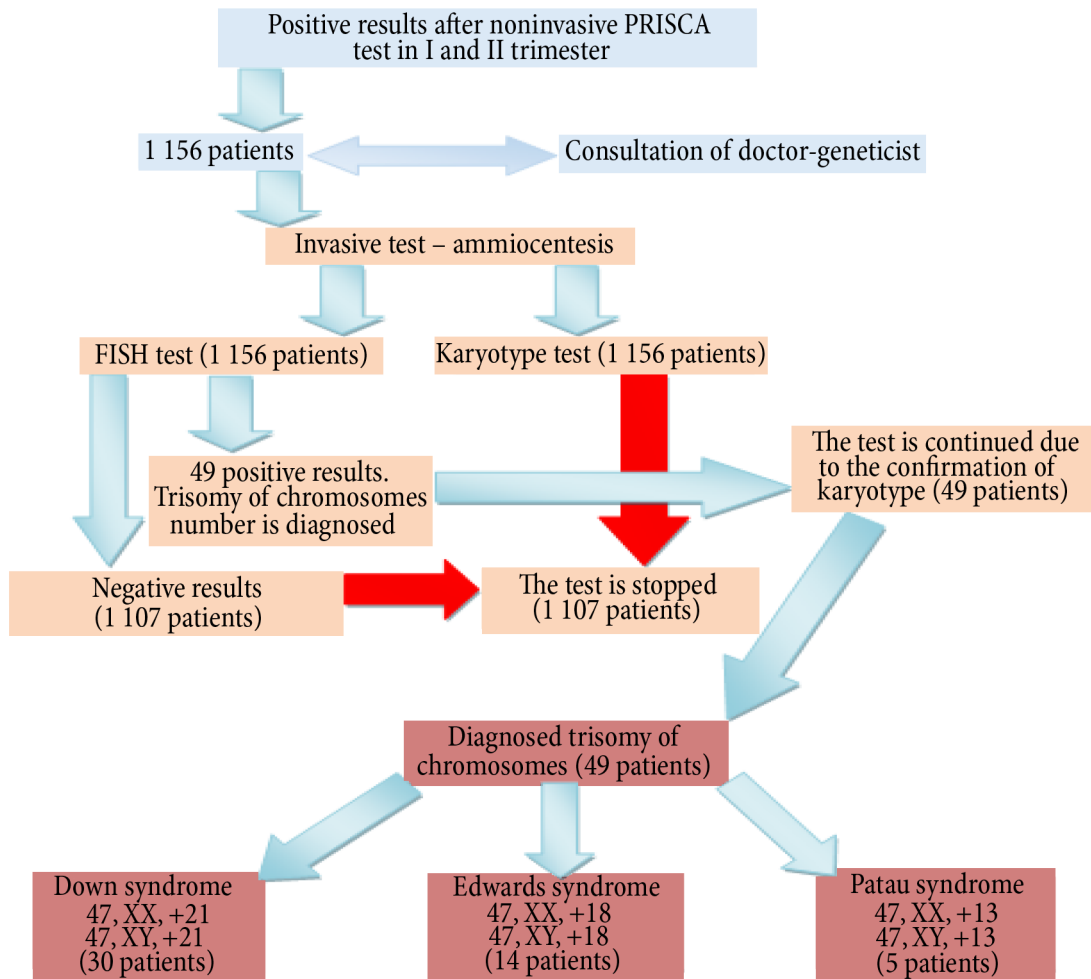 Positive results after noninvasive PRISCA
test in I and II trimester
1 156 patients
Consultation of doctor-geneticist
Invasive test – ammiocentesis
FISH test (1 156 patients)
Karyotype test (1 156 patients)
49 positive results.
Trisomy of chromosomes
number is diagnosed
The test is continued due
to the confirmation of
karyotype (49 patients)
Negative results
(1 107 patients)
The test is stopped
(1 107 patients)
Diagnosed trisomy of
chromosomes (49 patients)
Down syndrome
47, XX, +21
47, XY, +21
(30 patients)
Edwards syndrome
47, XX, +18
47, XY, +18
(14 patients)
Patau syndrome
47, XX, +13
47, XY, +13
(5 patients)